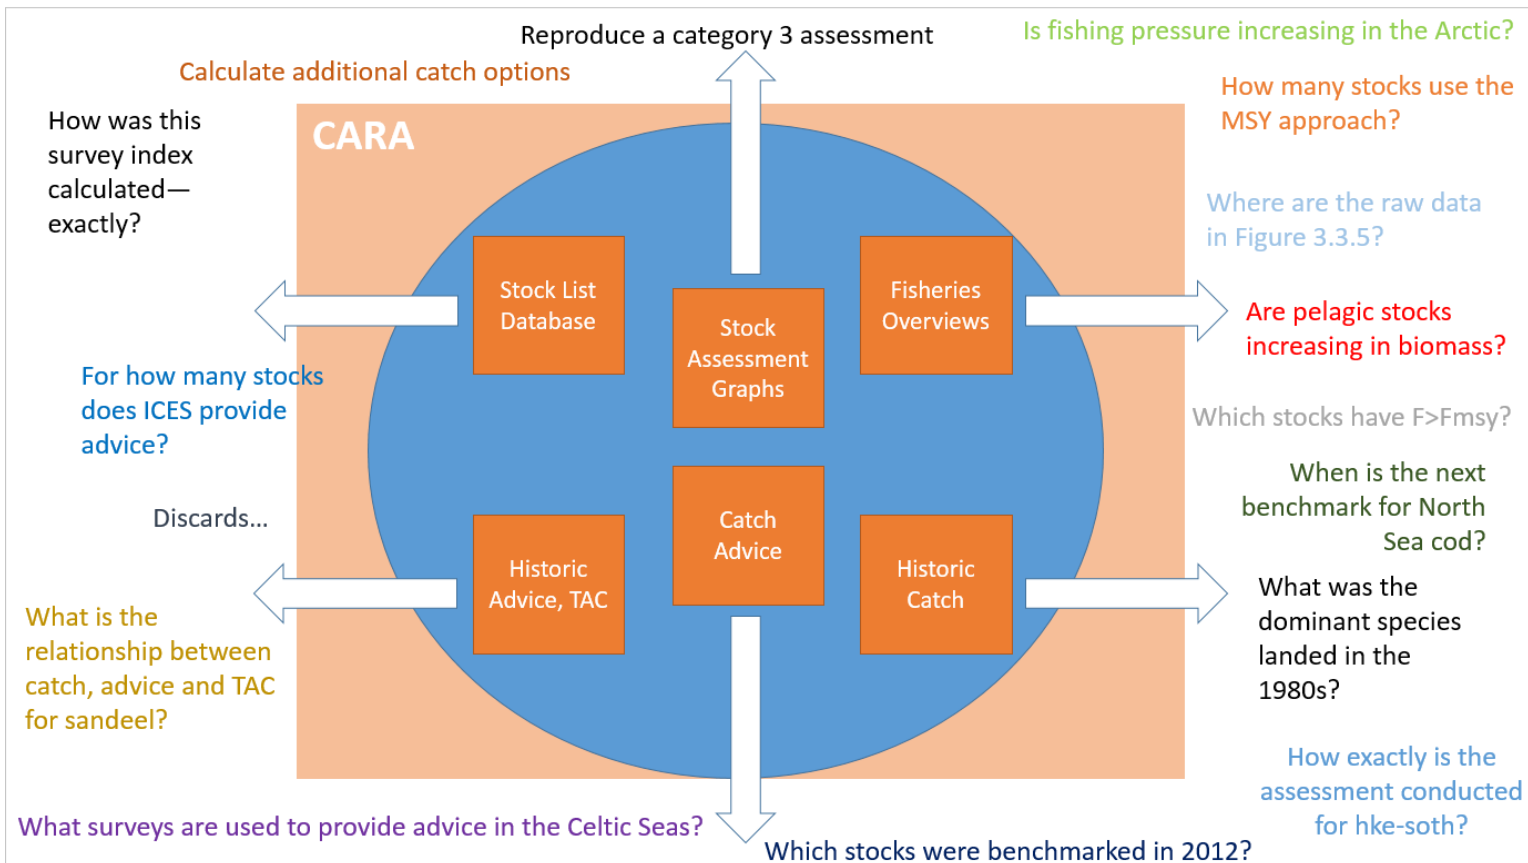 Reproduce a category 3 assessment
Is fishing pressure increasing in the Arctic?
Calculate additional catch options
How many stocks use the
MSY approach?
CARA
How was this
survey index
calculated—
exactly?
Where are the raw data
in Figure 3.3.5?
Stock List
Database
Stock
Assessment
Graphs
Fisheries
Overviews
Are pelagic stocks
increasing in biomass?
For how many stocks
does ICES provide
advice?
Which stocks have F>Fmsy?
When is the next
benchmark for North
Sea cod?
Discards...
Historic
Advice, TAC
Catch
Advice
Historic
Catch
What was the
dominant species
landed in the
1980s?
What is the
relationship between
catch, advice and TAC
for sandeel?
How exactly is the
assessment conducted
for hke-soth?
What surveys are used to provide advice in the Celtic Seas?
Which stocks were benchmarked in 2012?